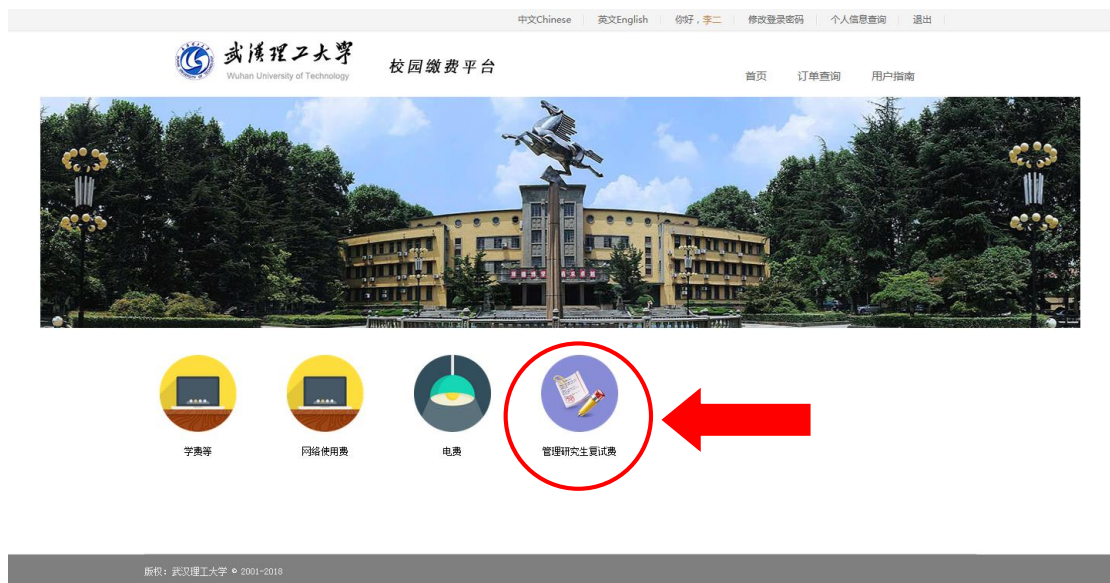 中文Chinese 英文English 你好，李二 修改登录密码 个人信息查询 退出
武汉理工大学
Wuhan University of Technology
校园缴费平台
首页 订单查询 用户指南
学费等 网络使用费 电费 管理研究生复试费
版权：武汉理工大学 © 2001-2018